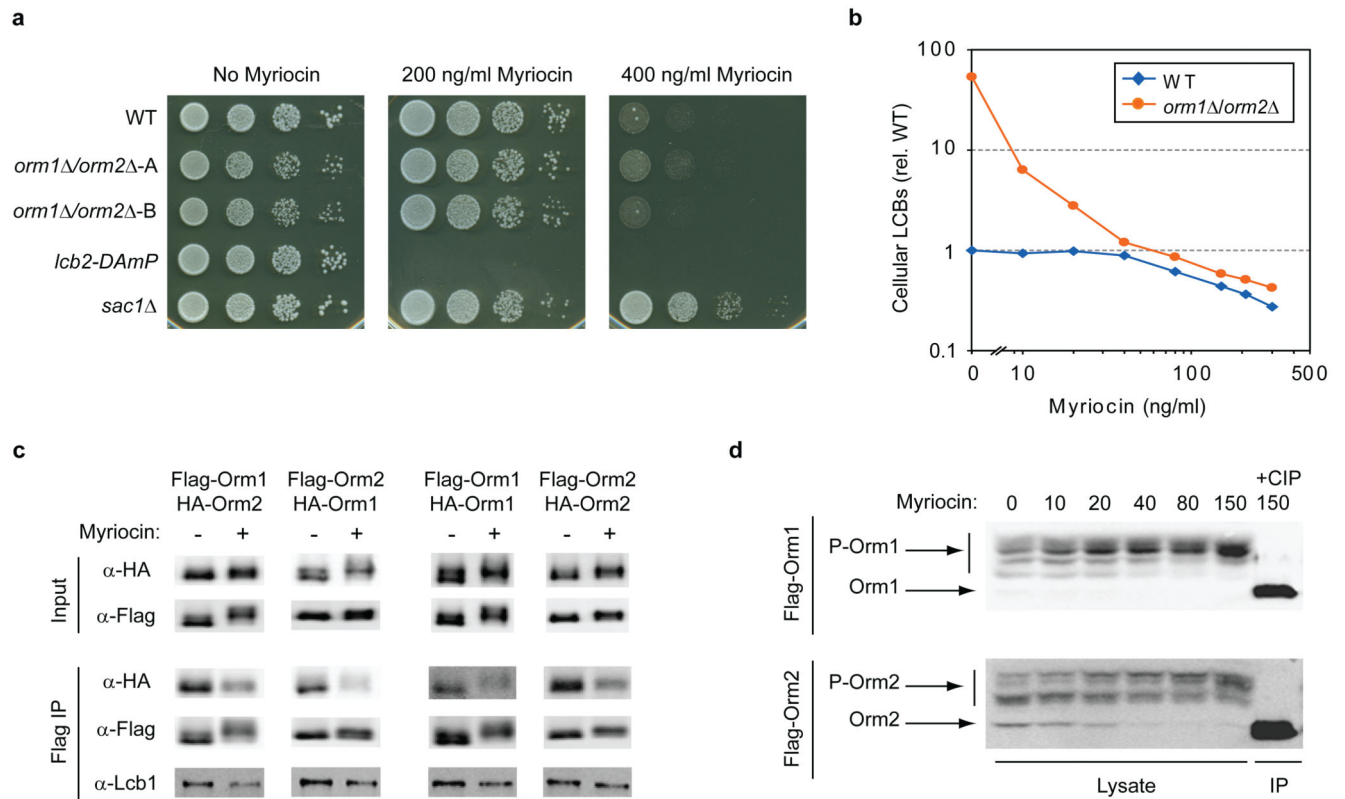 a
No Myriocin 200 ng/ml Myriocin 400 ng/ml Myriocin
WT
orm1Δ/orm2Δ-A
orm1Δ/orm2Δ-B
lcb2-DAmP
sac1Δ
b
Cellular LCBs (rel. WT)
100
10
1
0.1
WT
orm1Δ/orm2Δ
0 10 100 500
Myriocin (ng/ml)
c
Flag-Orm1 Flag-Orm2 Flag-Orm1 Flag-Orm2
HA-Orm2 HA-Orm1 HA-Orm1 HA-Orm2
Myriocin: - + - + - + - +
Input
α-HA
α-Flag
Flag IP
α-HA
α-Flag
α-Lcb1
d
+CIP
Myriocin: 0 10 20 40 80 150 150
Flag-Orm1
P-Orm1
Orm1
Flag-Orm2
P-Orm2
Orm2
Lysate IP